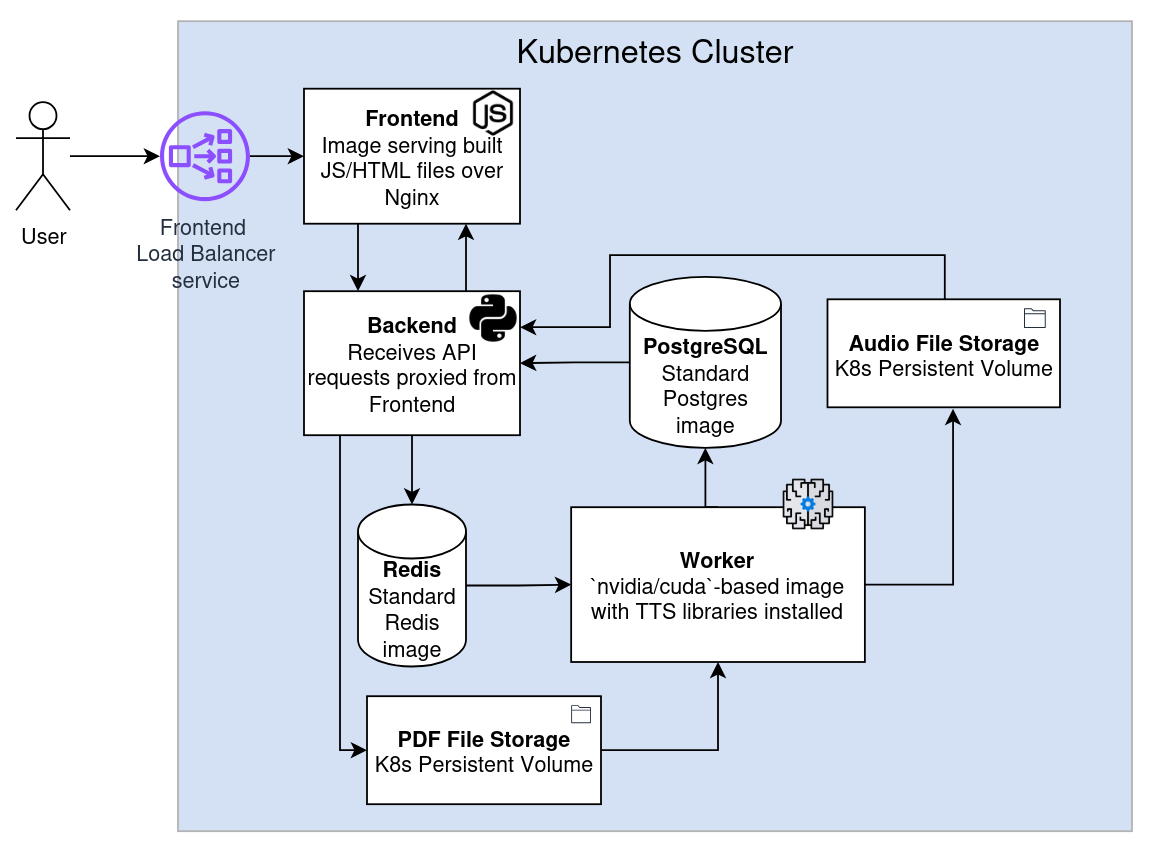 Kubernetes Cluster
User
Frontend
Load Balancer
service
Frontend
JS
Image serving built
JS/HTML files over
Nginx
Backend
Receives API
requests proxied from
Frontend
PostgreSQL
Standard
Postgres
image
Audio File Storage
K8s Persistent Volume
Redis
Standard
Redis
image
Worker
`nvidia/cuda`-based image
with TTS libraries installed
PDF File Storage
K8s Persistent Volume